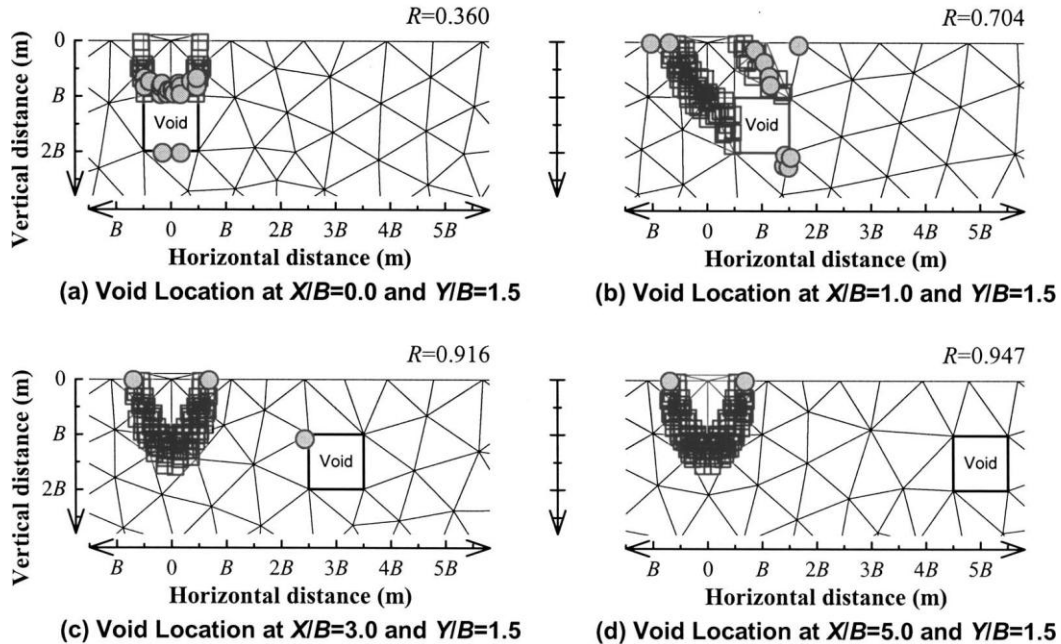 R=0.360
Vertical distance (m)
0
B
2B
Void
B 0 B 2B 3B 4B 5B
Horizontal distance (m)
(a) Void Location at X/B=0.0 and Y/B=1.5
R=0.704
Void
B 0 B 2B 3B 4B 5B
Horizontal distance (m)
(b) Void Location at X/B=1.0 and Y/B=1.5
R=0.916
Vertical distance (m)
0
B
2B
Void
B 0 B 2B 3B 4B 5B
Horizontal distance (m)
(c) Void Location at X/B=3.0 and Y/B=1.5
R=0.947
Void
B 0 B 2B 3B 4B 5B
Horizontal distance (m)
(d) Void Location at X/B=5.0 and Y/B=1.5